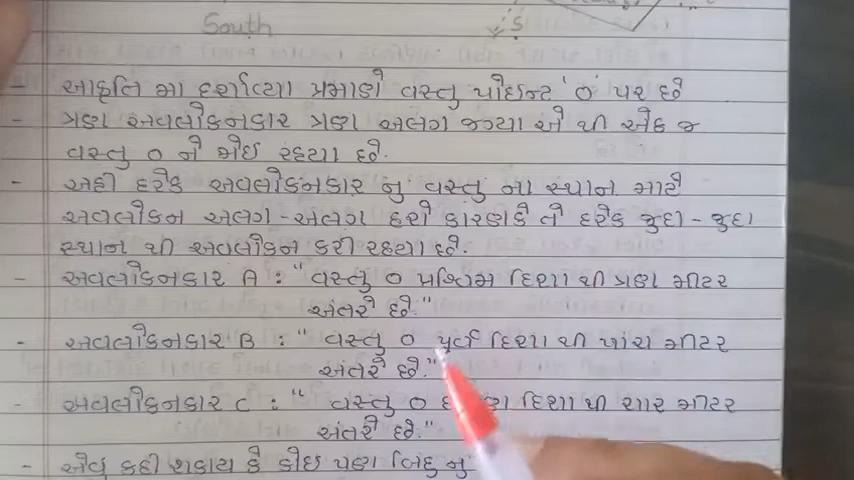 South
S
- આકૃતિ માં દર્શાવ્યા પ્રમાણે વસ્તુ પોઈન્ટ 'O' પર છે
- ત્રણ અવલોકનકાર ત્રણ અલગ જગ્યા એ થી એક જ
વસ્તુ O ને જોઈ રહ્યા છે.
- અહી દરેક અવલોકનકાર નુ વસ્તુ ના સ્થાન માટે
અવલોકન અલગ-અલગ હશે કારણકે તે દરેક જુદા - જુદા
સ્થાન થી અવલોકન કરી રહ્યા છે.
- અવલોકનકાર A : "વસ્તુ O પશ્ચિમ દિશા થી ત્રણ મીટર
અંતરે છે."
- અવલોકનકાર B : " વસ્તુ O પૂર્વ દિશા થી પાંચ મીટર
અંતરે છે."
- અવલોકનકાર C : " વસ્તુ O દિશા થી ચાર મીટર
અંતરે છે."
- એવુ કહી શકાય કે કોઈ પણ બિંદુ નુ